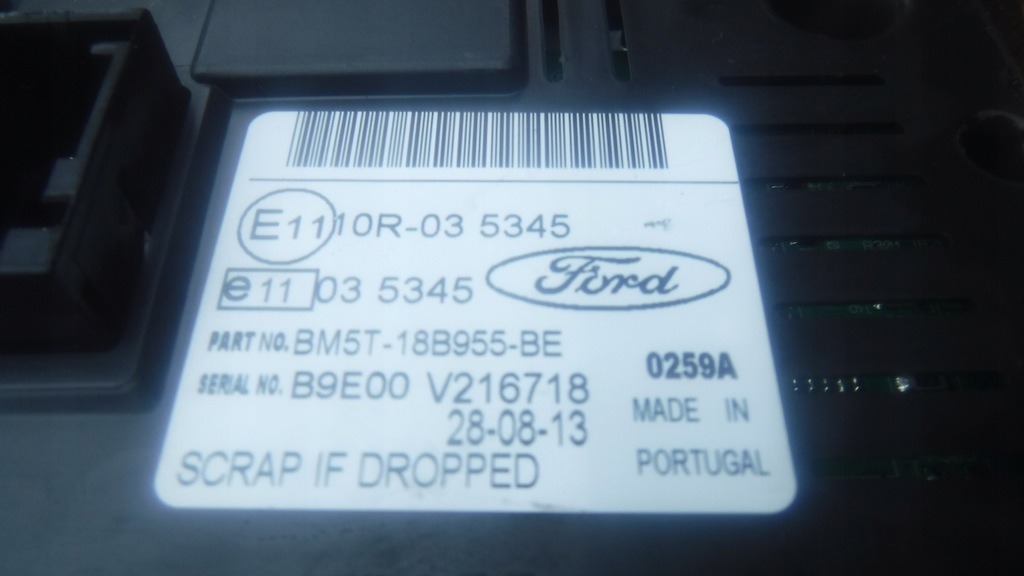 E11 10R-03 5345
e11 03 5345
Ford
PART NO. BM5T-18B955-BE
SERIAL NO. B9E00 V216718
0259A
28-08-13
MADE IN
PORTUGAL
SCRAP IF DROPPED